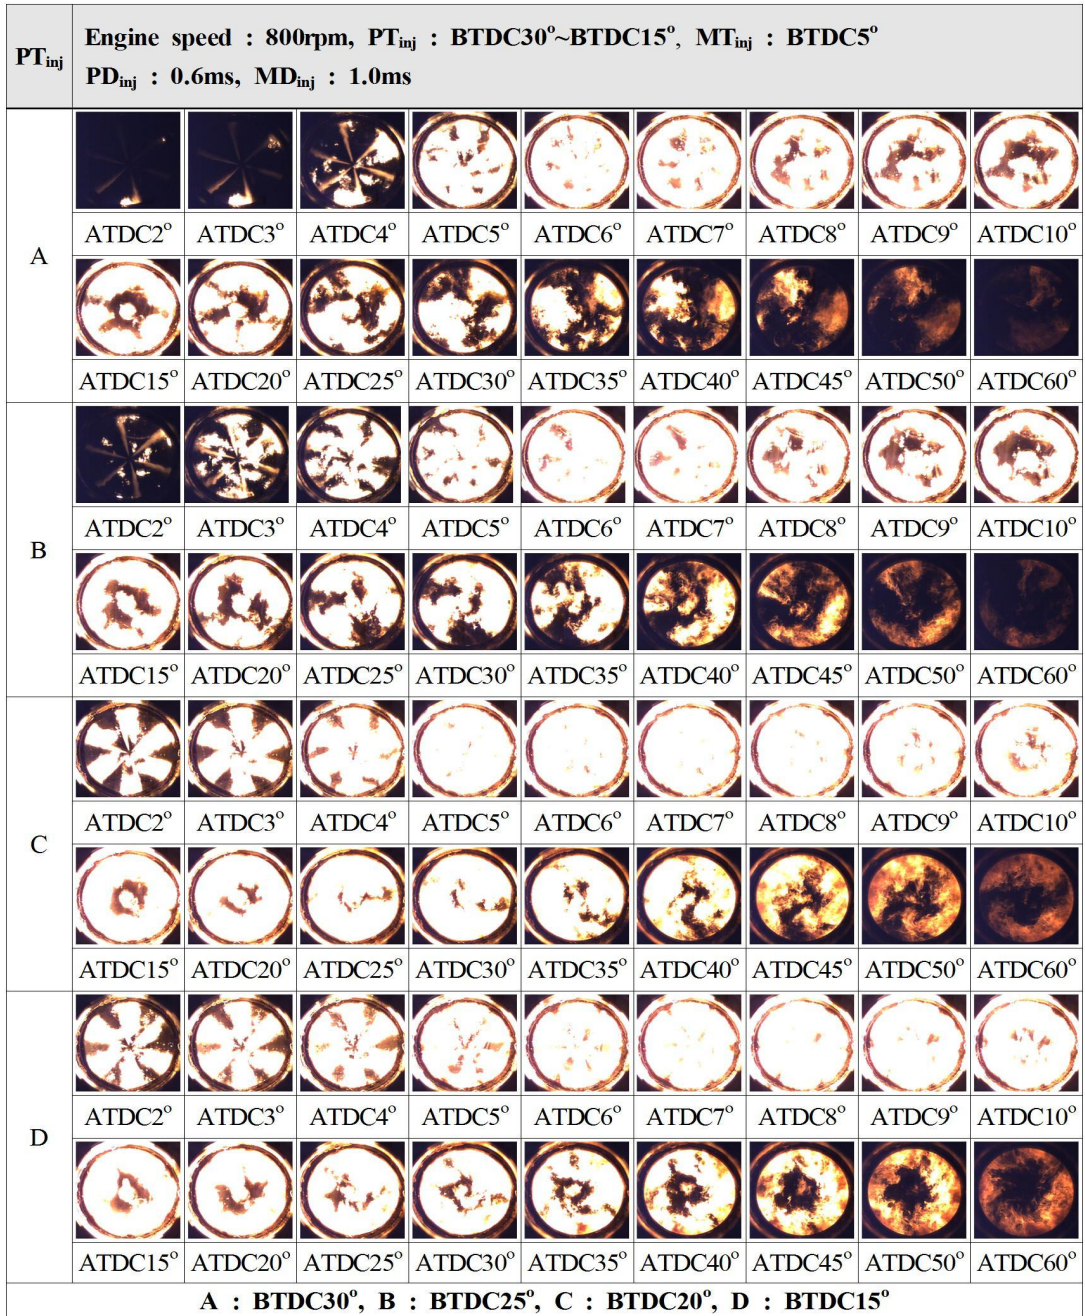 PTinj
Engine speed : 800rpm, PTinj : BTDC30°~BTDC15°, MTinj : BTDC5°
PDinj : 0.6ms, MDinj : 1.0ms
A
ATDC2° ATDC3° ATDC4° ATDC5° ATDC6° ATDC7° ATDC8° ATDC9° ATDC10°
ATDC15° ATDC20° ATDC25° ATDC30° ATDC35° ATDC40° ATDC45° ATDC50° ATDC60°
B
ATDC2° ATDC3° ATDC4° ATDC5° ATDC6° ATDC7° ATDC8° ATDC9° ATDC10°
ATDC15° ATDC20° ATDC25° ATDC30° ATDC35° ATDC40° ATDC45° ATDC50° ATDC60°
C
ATDC2° ATDC3° ATDC4° ATDC5° ATDC6° ATDC7° ATDC8° ATDC9° ATDC10°
ATDC15° ATDC20° ATDC25° ATDC30° ATDC35° ATDC40° ATDC45° ATDC50° ATDC60°
D
ATDC2° ATDC3° ATDC4° ATDC5° ATDC6° ATDC7° ATDC8° ATDC9° ATDC10°
ATDC15° ATDC20° ATDC25° ATDC30° ATDC35° ATDC40° ATDC45° ATDC50° ATDC60°
A : BTDC30°, B : BTDC25°, C : BTDC20°, D : BTDC15°